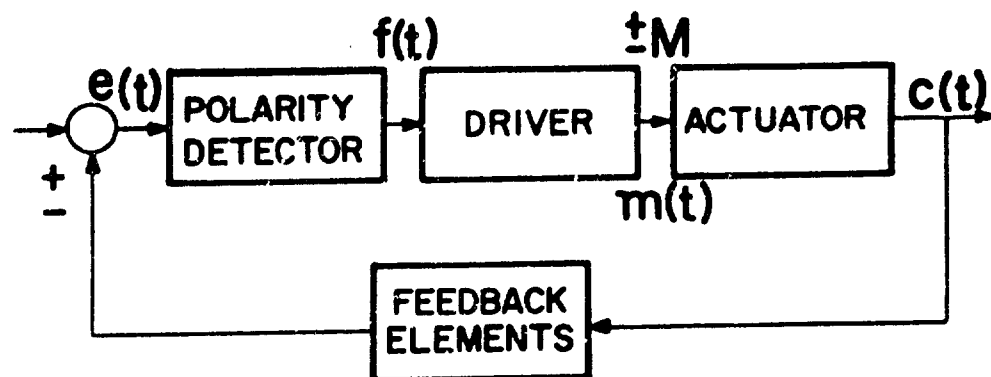 f(t)
±M
e(t)
c(t)
POLARITY
DETECTOR
DRIVER
ACTUATOR
m(t)
+
-
FEEDBACK
ELEMENTS